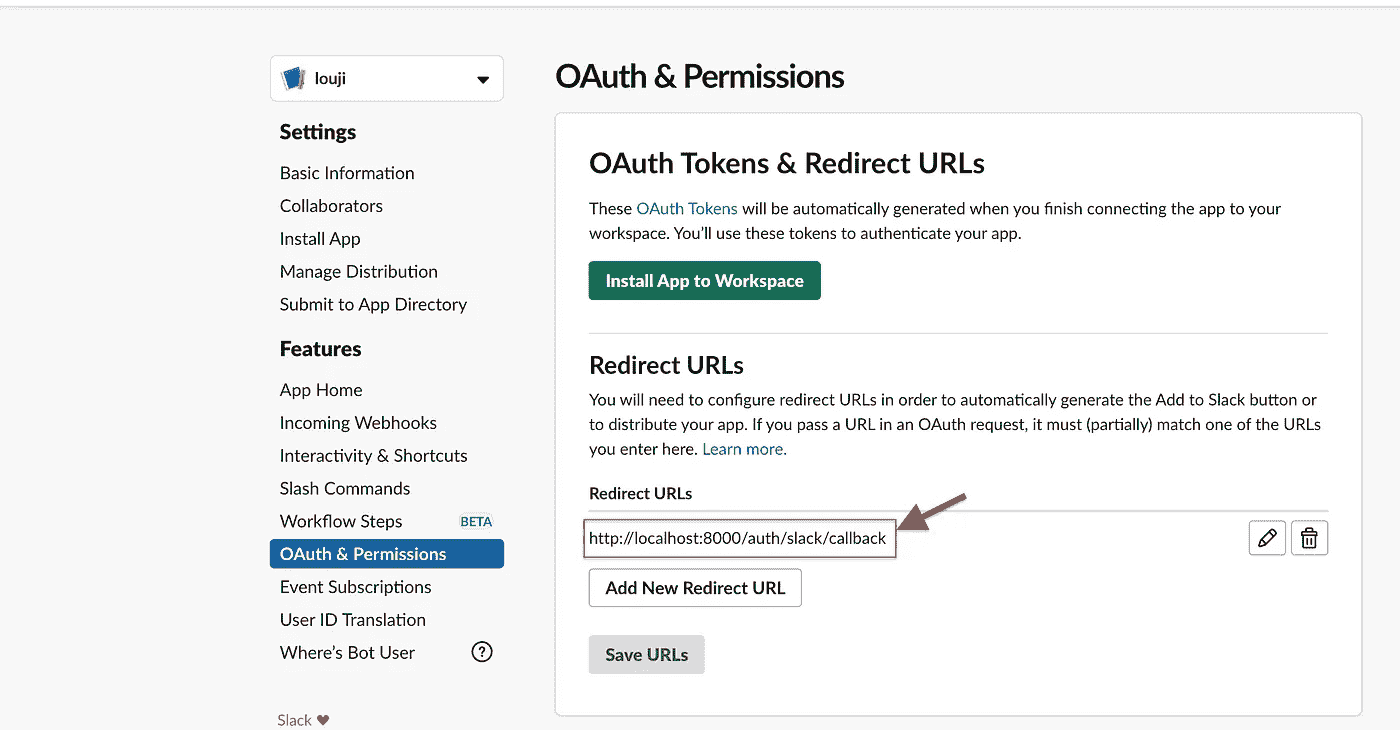 louji
Settings
Basic Information
Collaborators
Install App
Manage Distribution
Submit to App Directory
Features
App Home
Incoming Webhooks
Interactivity & Shortcuts
Slash Commands
Workflow Steps BETA
OAuth & Permissions
Event Subscriptions
User ID Translation
Where's Bot User ?
Slack ♥
OAuth & Permissions
OAuth Tokens & Redirect URLs
These OAuth Tokens will be automatically generated when you finish connecting the app to your
workspace. You'll use these tokens to authenticate your app.
Install App to Workspace
Redirect URLs
You will need to configure redirect URLs in order to automatically generate the Add to Slack button or
to distribute your app. If you pass a URL in an OAuth request, it must (partially) match one of the URLs
you enter here. Learn more.
Redirect URLs
http://localhost:8000/auth/slack/callback
Add New Redirect URL
Save URLs